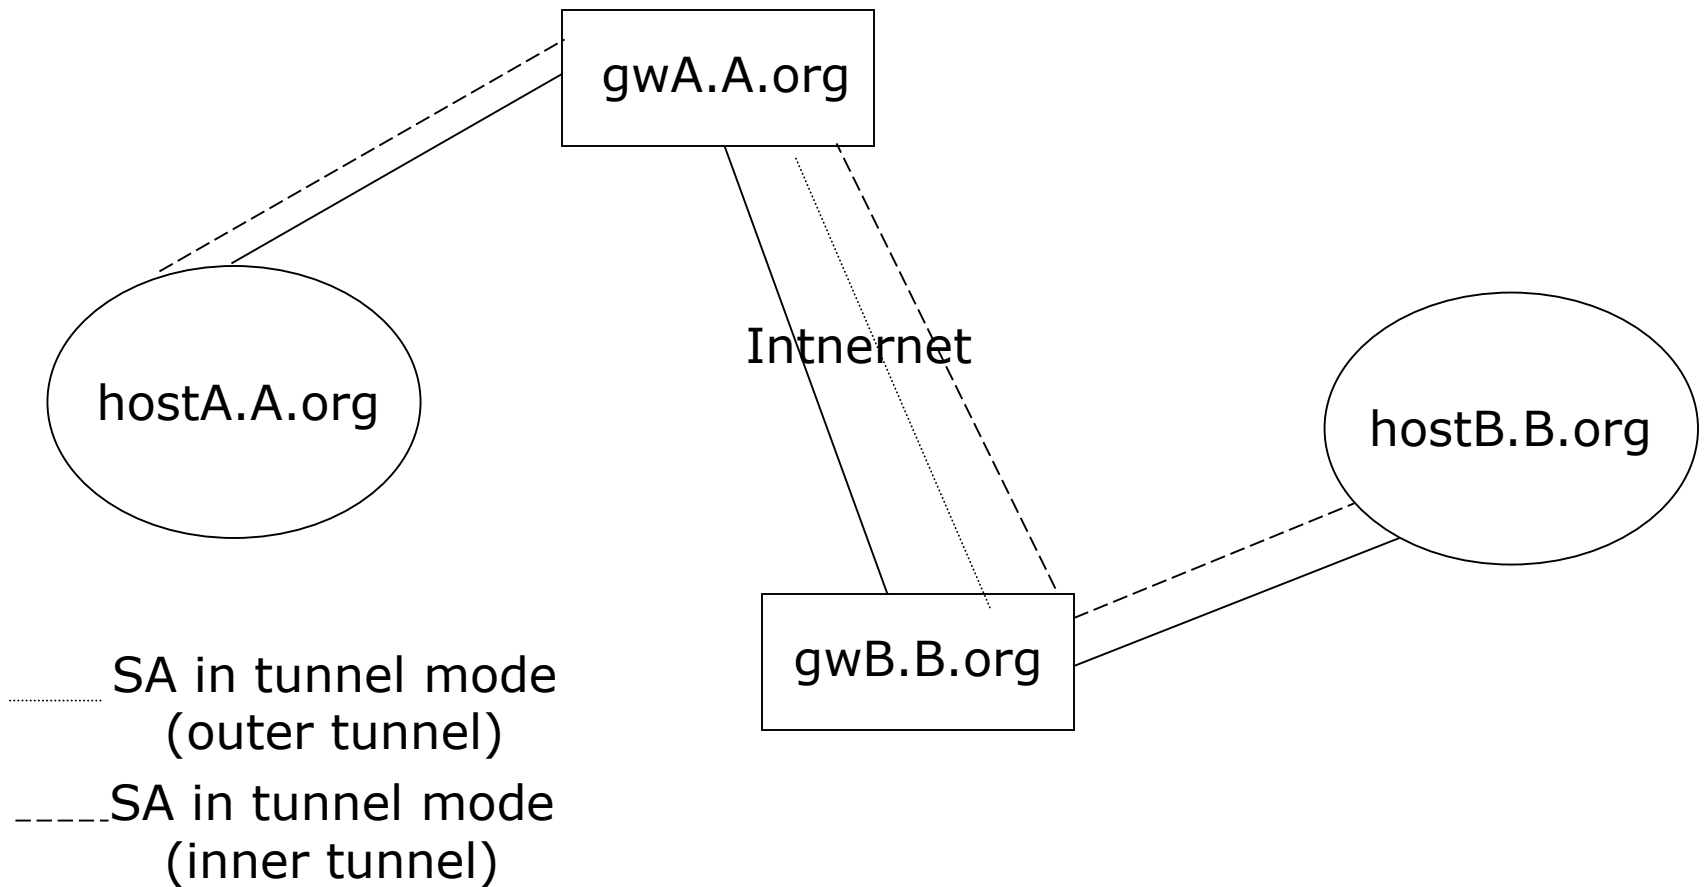 gwA.A.org
Intnernet
hostA.A.org
hostB.B.org
gwB.B.org
SA in tunnel mode
(outer tunnel)
SA in tunnel mode
(inner tunnel)